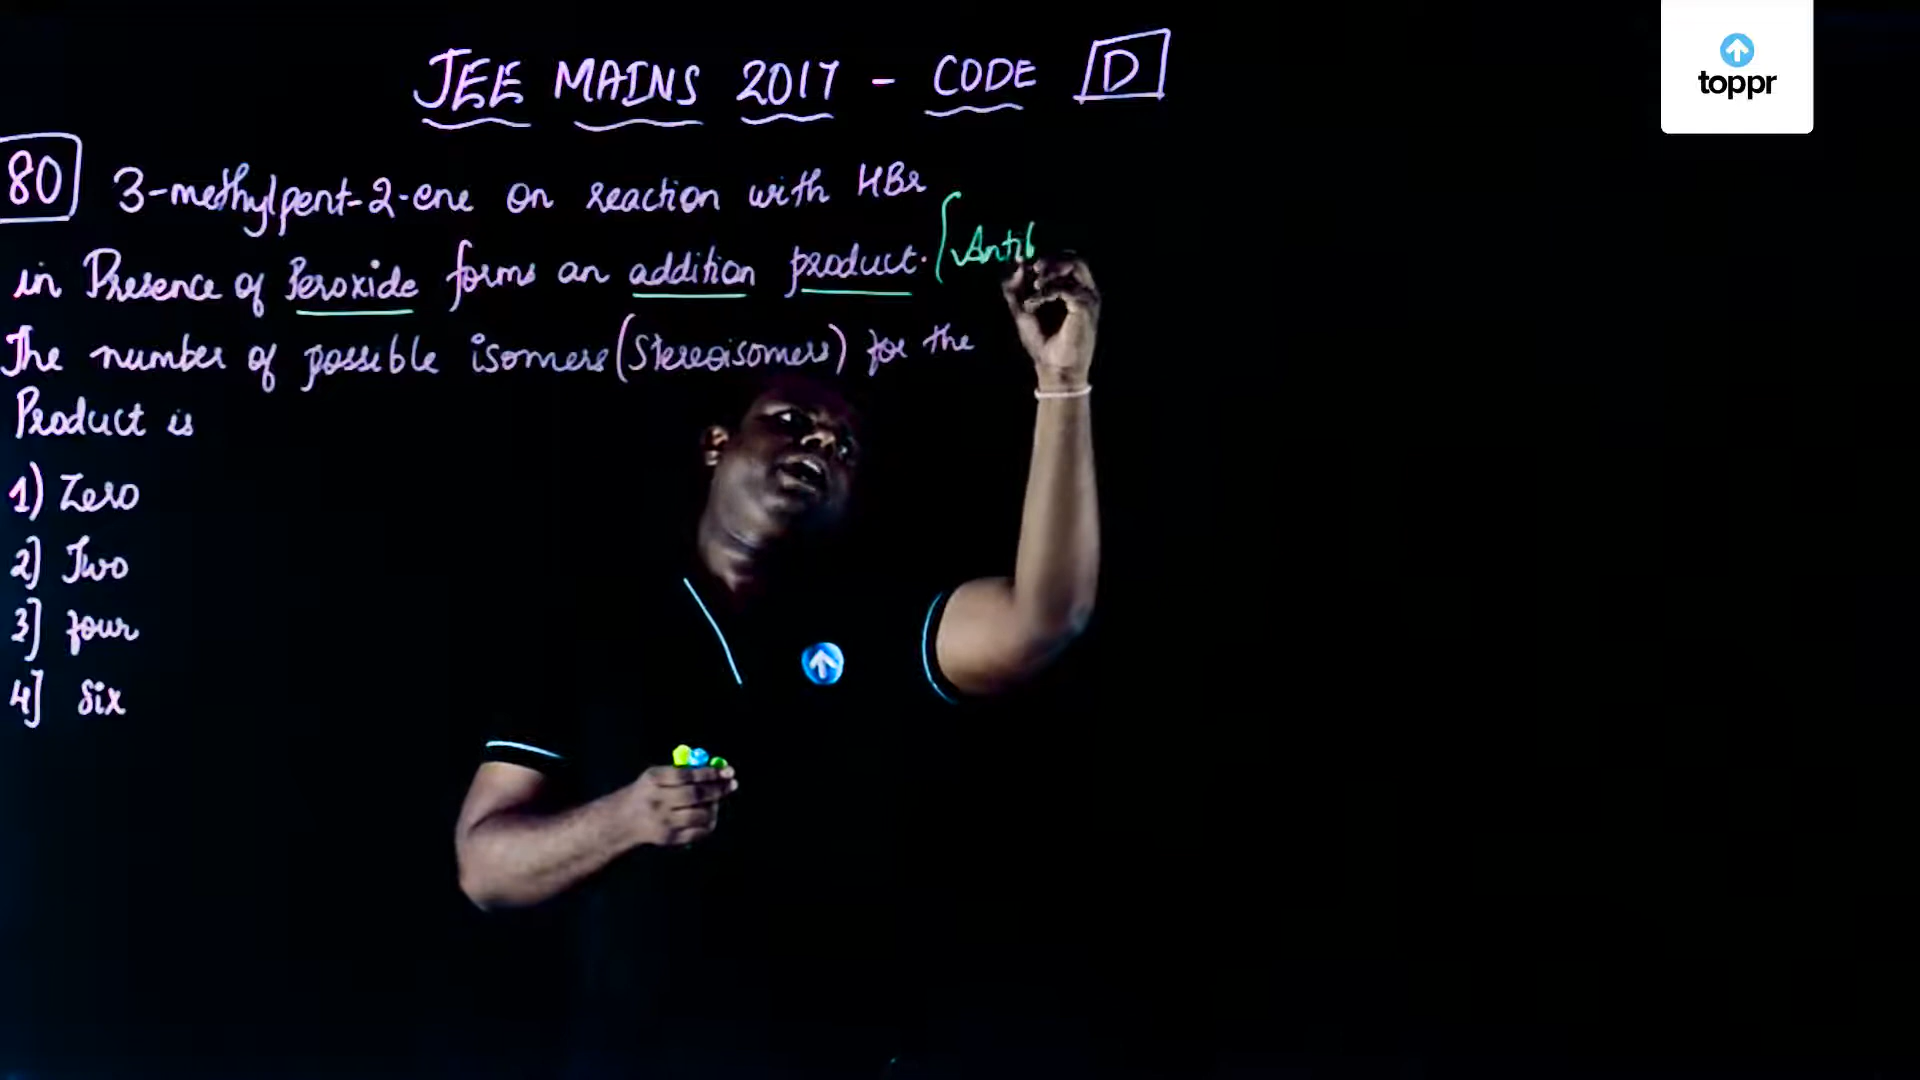 JEE MAINS 2017 - CODE D
toppr
80 3-methylpent-2-ene on reaction with HBr
in Presence of Peroxide forms an addition product. (Anti
The number of possible isomers (Stereoisomers) for the
Product is
1) Zero
2] Two
3] four
4] Six